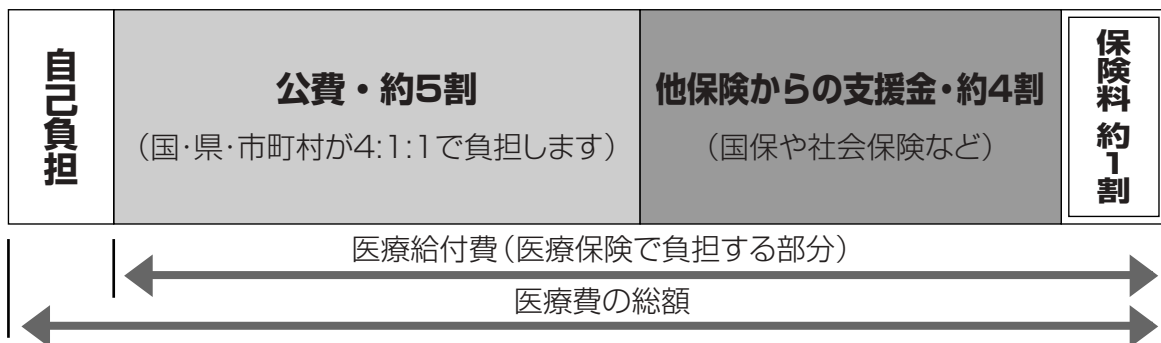 自己負担
公費・約5割
(国・県・市町村が4:1:1で負担します)
他保険からの支援金・約4割
(国保や社会保険など)
保険料 約1割
医療給付費(医療保険で負担する部分)
医療費の総額